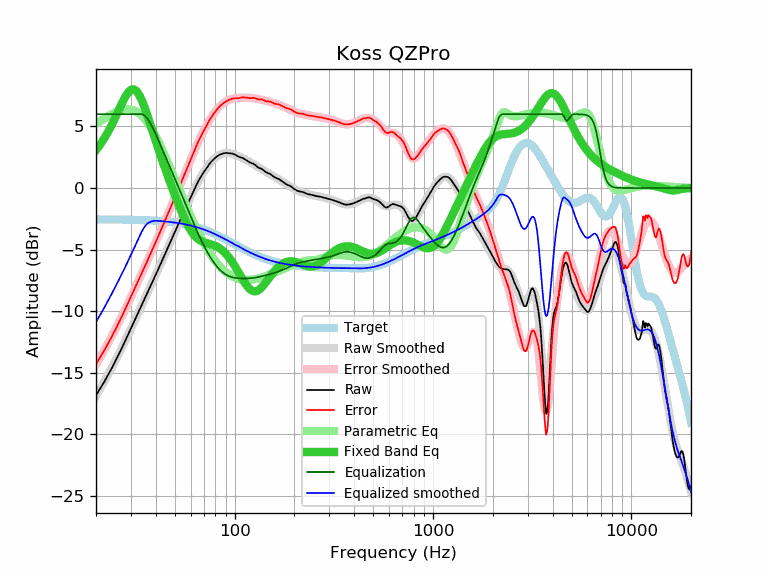 Koss QZPro
Amplitude (dBr)
5
0
−5
−10
−15
−20
−25
Target
Raw Smoothed
Error Smoothed
Raw
Error
Parametric Eq
Fixed Band Eq
Equalization
Equalized smoothed
100 1000 10000
Frequency (Hz)